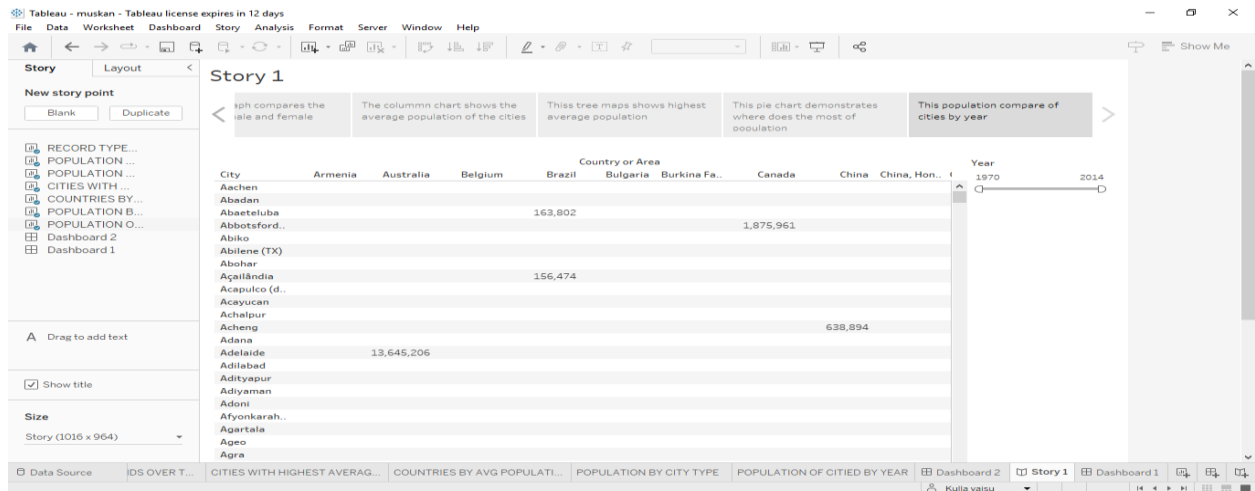 Tableau - muskan - Tableau license expires in 12 days
File Data Worksheet Dashboard Story Analysis Format Server Window Help
Show Me
Story Layout
New story point
Blank Duplicate
RECORD TYPE...
POPULATION ...
POPULATION ...
CITIES WITH ...
COUNTRIES BY...
POPULATION B...
POPULATION O...
Dashboard 2
Dashboard 1
A Drag to add text
Show title
Size
Story (1016 x 964)
Story 1
aph compares the
ale and female
The colummn chart shows the
average population of the cities
Thiss tree maps shows highest
average population
This pie chart demonstrates
where does the most of
population
This population compare of
cities by year
Country or Area
City Armenia Australia Belgium Brazil Bulgaria Burkina Fa.. Canada China China, Hon..
Aachen
Abadan
Abaeteluba 163,802
Abbotsford.. 1,875,961
Abiko
Abilene (TX)
Abohar
Açailândia 156,474
Acapulco (d..
Acayucan
Achalpur
Acheng 638,894
Adana
Adelaide 13,645,206
Adilabad
Adityapur
Adiyaman
Adoni
Afyonkarah..
Agartala
Ageo
Agra
Year
1970 2014
Data Source IDS OVER T... CITIES WITH HIGHEST AVERAG... COUNTRIES BY AVG POPULATI... POPULATION BY CITY TYPE POPULATION OF CITIED BY YEAR Dashboard 2 Story 1 Dashboard 1
Kulla vaisu